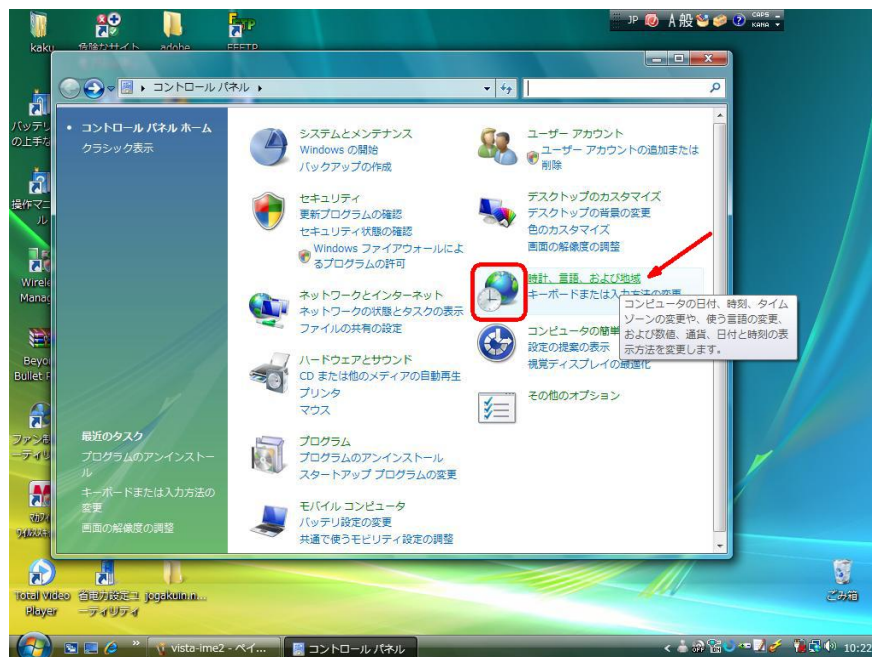 JP
A 般
CAPS
KANA
kaku
危険なサイト
adobe
FFFTP
バッテリ
の上手な
操作マニ
ル
Wirele
Manag
Beyo
Bullet P
ーティリ
Total Video
Player
省電力設定ユ
ーティリティ
jogakuinin...
ごみ箱
コントロール パネル
コントロール パネル ホーム
クラシック表示
最近のタスク
プログラムのアンインストー
ル
キーボードまたは入力方法の
変更
画面の解像度の調整
システムとメンテナンス
Windows の開始
バックアップの作成
セキュリティ
更新プログラムの確認
セキュリティ状態の確認
Windows ファイアウォールによ
るプログラムの許可
ネットワークとインターネット
ネットワークの状態とタスクの表示
ファイルの共有の設定
ハードウェアとサウンド
CD または他のメディアの自動再生
プリンタ
マウス
プログラム
プログラムのアンインストール
スタートアップ プログラムの変更
モバイル コンピュータ
バッテリ設定の変更
共通で使うモビリティ設定の調整
ユーザー アカウント
ユーザー アカウントの追加または
削除
デスクトップのカスタマイズ
デスクトップの背景の変更
色のカスタマイズ
画面の解像度の調整
時計、言語、および地域
キーボードまたは入力方法の変更
コンピュータの日付、時刻、タイム
ゾーンの変更や、使う言語の変更、
および数値、通貨、日付と時刻の表
示方法を変更します。
コンピュータの簡単
設定の提案の表示
視覚ディスプレイの最適化
その他のオプション
vista-ime2 - ペイ...
コントロール パネル
10:22